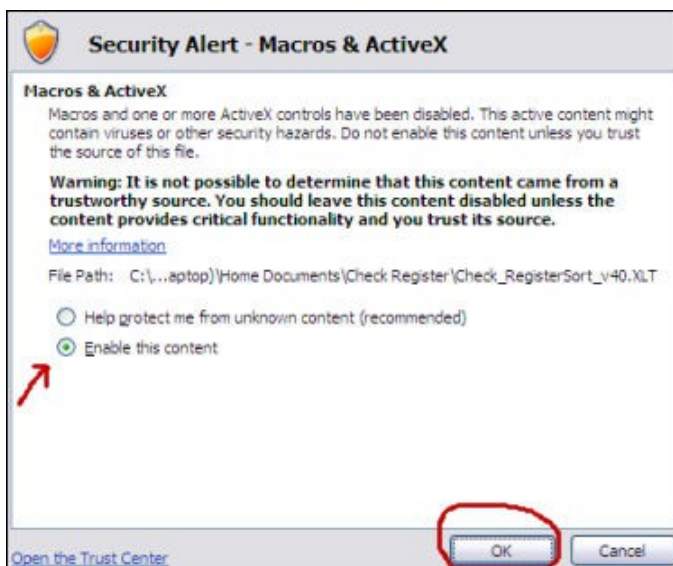 Security Alert - Macros & ActiveX
Macros & ActiveX
Macros and one or more ActiveX controls have been disabled. This active content might
contain viruses or other security hazards. Do not enable this content unless you trust
the source of this file.
Warning: It is not possible to determine that this content came from a
trustworthy source. You should leave this content disabled unless the
content provides critical functionality and you trust its source.
More information
File Path: C:\...aptop)\Home Documents\Check Register\Check_RegisterSort_v40.XLT
Help protect me from unknown content (recommended)
Enable this content
Open the Trust Center
OK
Cancel